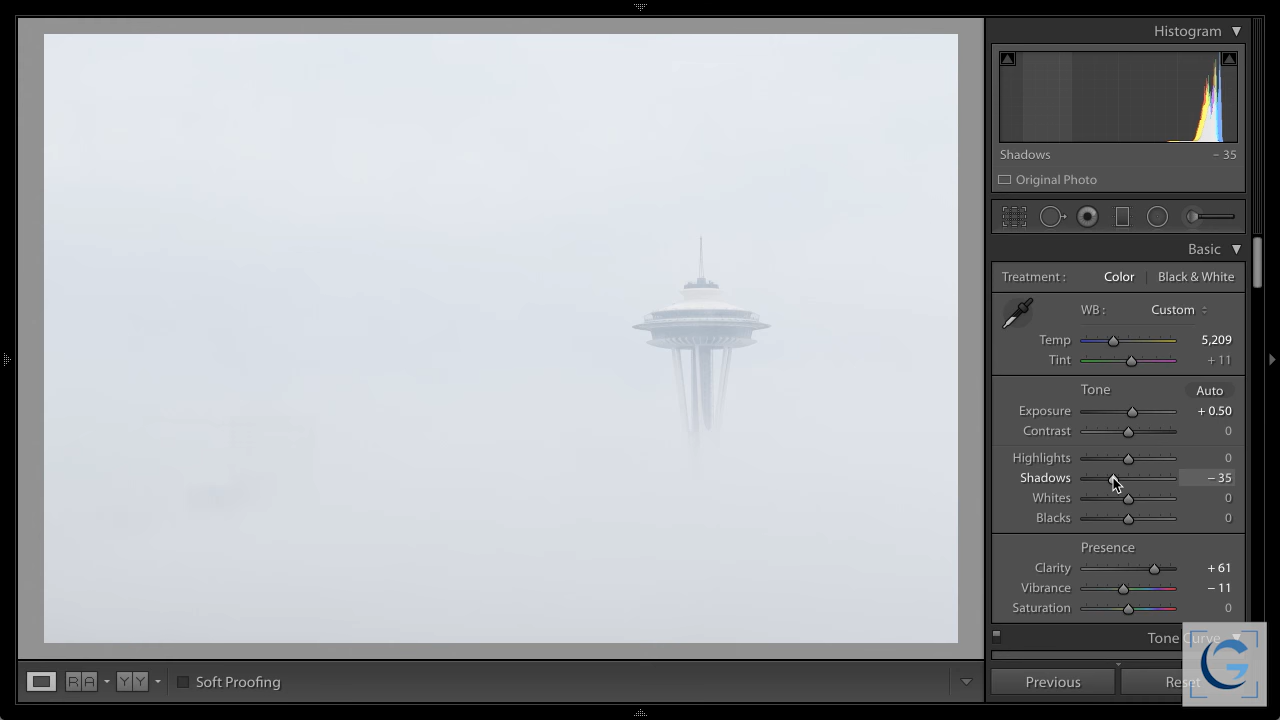 Histogram
Shadows – 35
Original Photo
Basic
Treatment : Color Black & White
WB : Custom
Temp 5,209
Tint + 11
Tone Auto
Exposure + 0.50
Contrast 0
Highlights 0
Shadows – 35
Whites 0
Blacks 0
Presence
Clarity + 61
Vibrance – 11
Saturation 0
Tone Curve
R A Y Y Soft Proofing Previous Reset